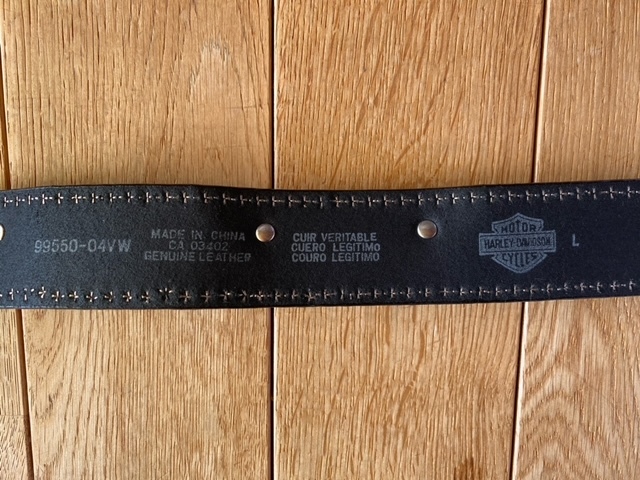 99550-04VW
MADE IN CHINA
CA 03402
GENUINE LEATHER
CUIR VERITABLE
CUERO LEGITIMO
COURO LEGITIMO
MOTOR
HARLEY-DAVIDSON
CYCLES
L